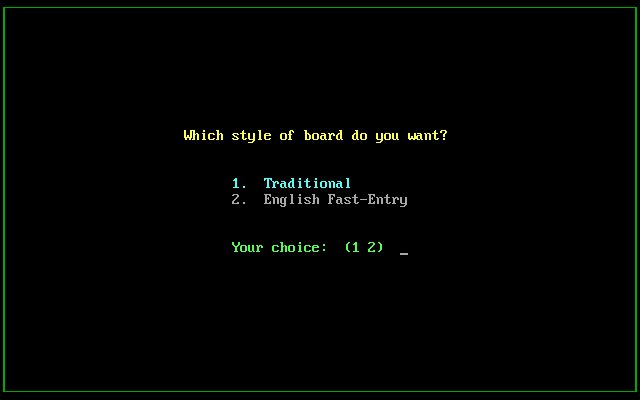 Which style of board do you want?
1.  Traditional
2.  English Fast-Entry
Your choice:  (1 2)  _